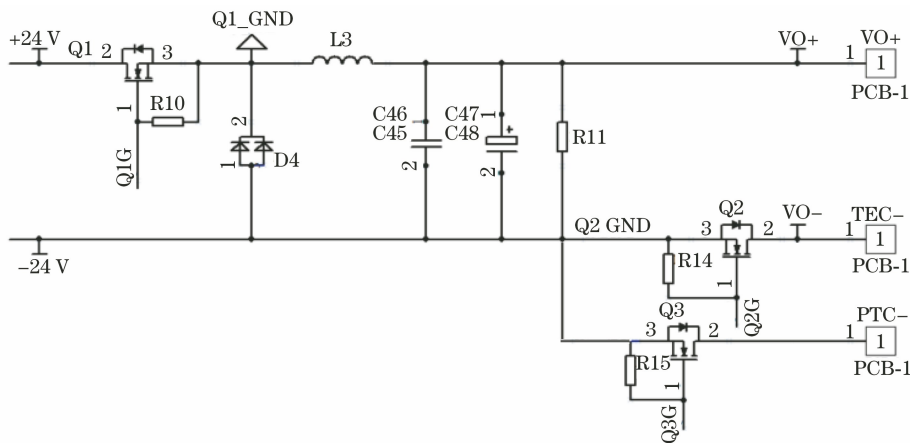 Q1_GND
+24 V
Q1
2
3
L3
VO+
1
VO+
1
PCB-1
1
R10
Q1G
2
1
D4
C46
C45
2
1
C47
C48
+
2
R11
Q2 GND
-24 V
3
Q2
2
VO-
1
TEC-
1
PCB-1
R14
1
Q2G
3
Q3
2
1
PTC-
1
PCB-1
R15
1
Q3G